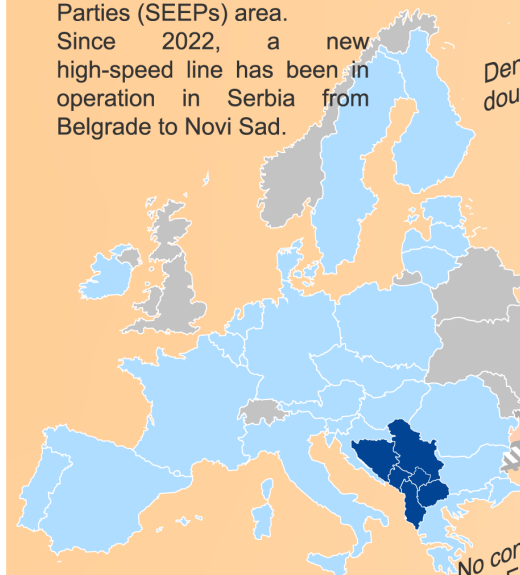 Parties (SEEPs) area.
Since 2022, a new
high-speed line has been in
operation in Serbia from
Belgrade to Novi Sad.
No